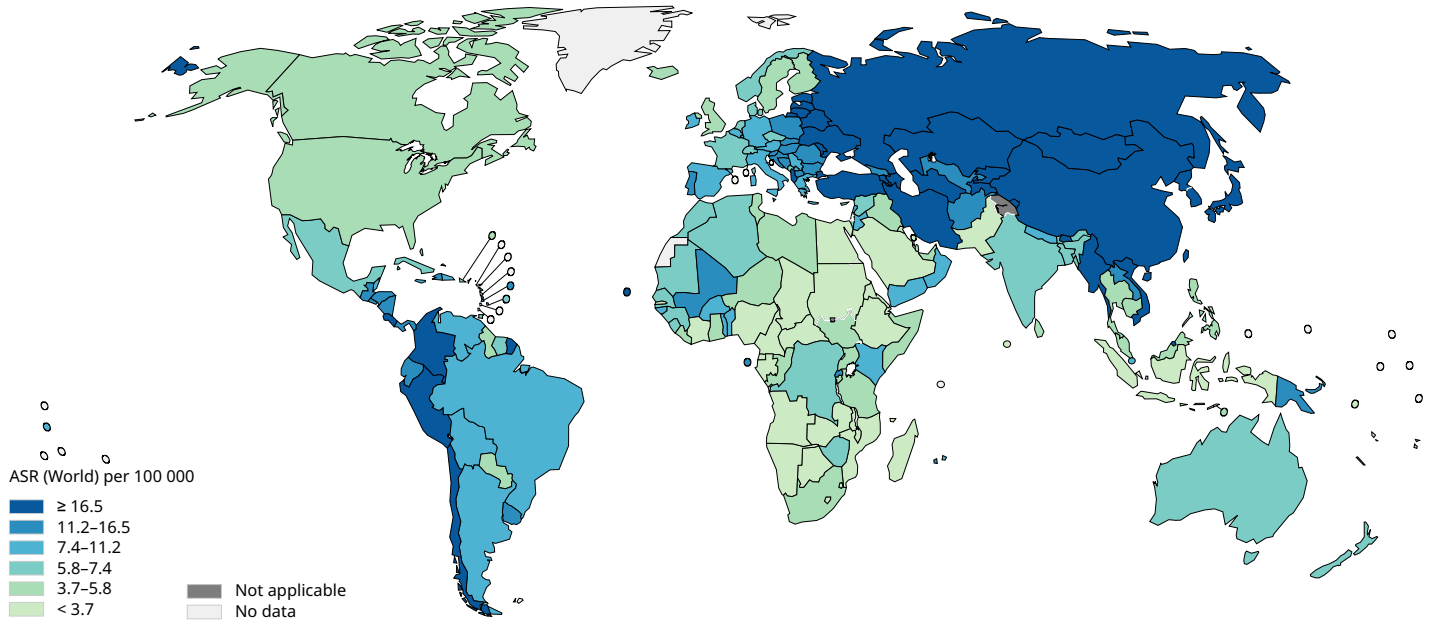 ASR (World) per 100 000
≥ 16.5
11.2–16.5
7.4–11.2
5.8–7.4
3.7–5.8
< 3.7
Not applicable
No data